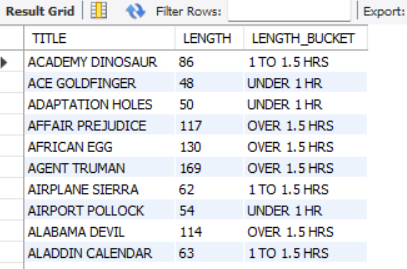 Result Grid Filter Rows: Export:
TITLE LENGTH LENGTH_BUCKET
ACADEMY DINOSAUR 86 1 TO 1.5 HRS
ACE GOLDFINGER 48 UNDER 1 HR
ADAPTATION HOLES 50 UNDER 1 HR
AFFAIR PREJUDICE 117 OVER 1.5 HRS
AFRICAN EGG 130 OVER 1.5 HRS
AGENT TRUMAN 169 OVER 1.5 HRS
AIRPLANE SIERRA 62 1 TO 1.5 HRS
AIRPORT POLLOCK 54 UNDER 1 HR
ALABAMA DEVIL 114 OVER 1.5 HRS
ALADDIN CALENDAR 63 1 TO 1.5 HRS